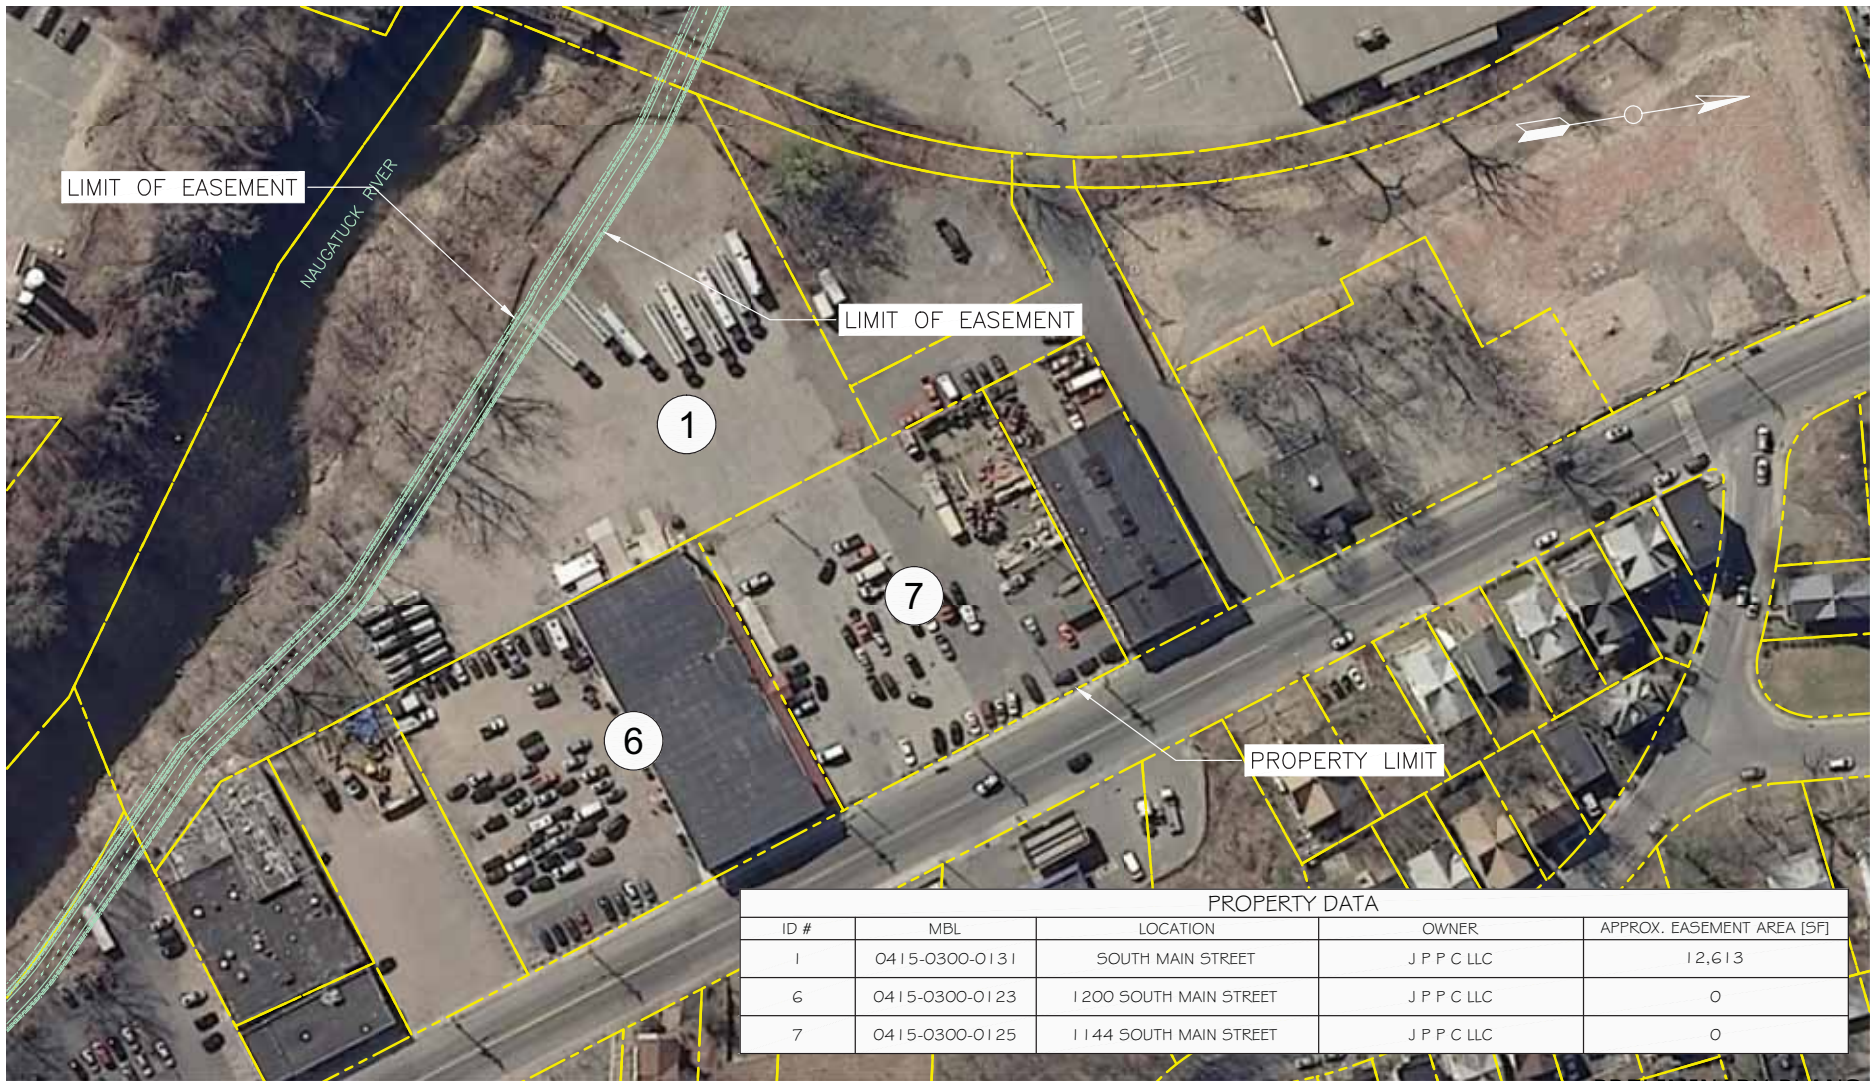 LIMIT OF EASEMENT
NAUGATUCK RIVER
LIMIT OF EASEMENT
1
7
6
PROPERTY LIMIT
PROPERTY DATA
ID # MBL LOCATION OWNER APPROX. EASEMENT AREA [SF]
1 0415-0300-0131 SOUTH MAIN STREET J P P C LLC 12,613
6 0415-0300-0123 1200 SOUTH MAIN STREET J P P C LLC 0
7 0415-0300-0125 1144 SOUTH MAIN STREET J P P C LLC 0